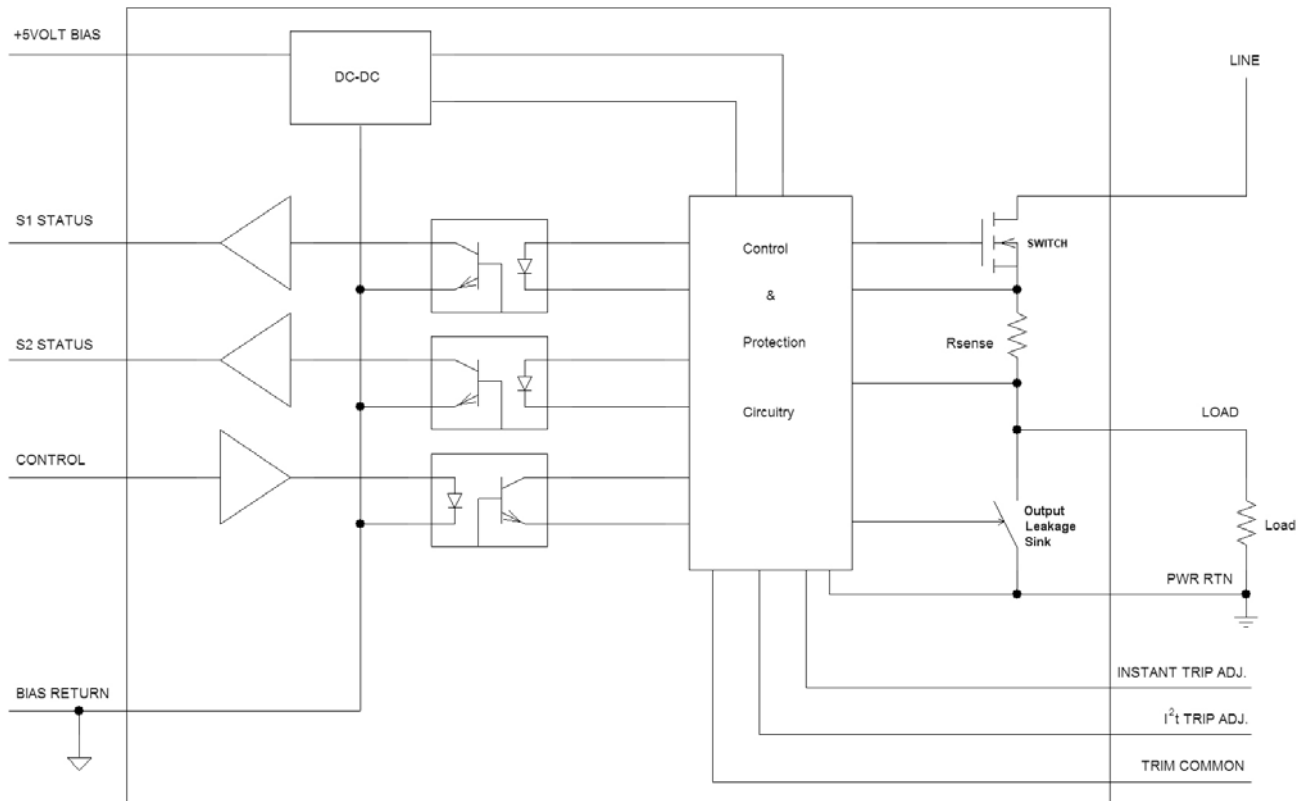 +5VOLT BIAS
DC-DC
LINE
S1 STATUS
Control
&
Protection
Circuitry
SWITCH
S2 STATUS
Rsense
LOAD
CONTROL
Output
Leakage
Sink
Load
PWR RTN
BIAS RETURN
INSTANT TRIP ADJ.
I²t TRIP ADJ.
TRIM COMMON